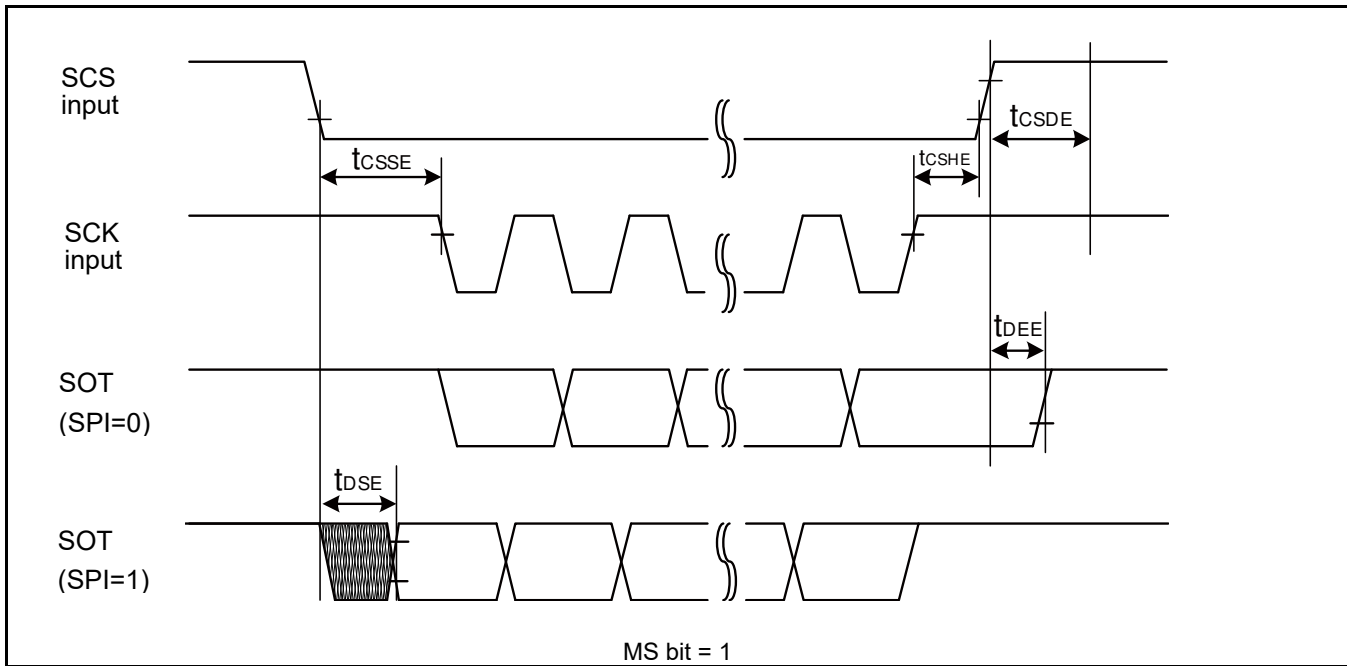 SCS
input
tCSDE
tCSSE
tCSHE
SCK
input
tDEE
SOT
(SPI=0)
tDSE
SOT
(SPI=1)
MS bit = 1